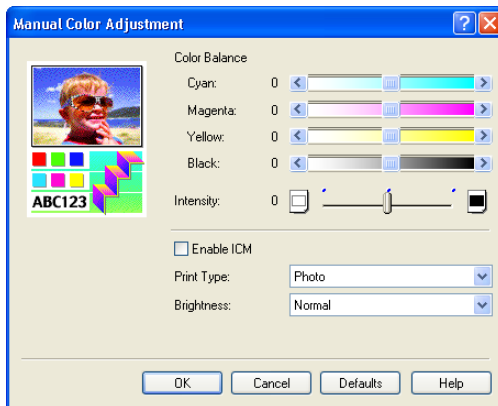 Manual Color Adjustment
Color Balance
Cyan: 0
Magenta: 0
Yellow: 0
Black: 0
ABC123
Intensity: 0
Enable ICM
Print Type: Photo
Brightness: Normal
OK Cancel Defaults Help